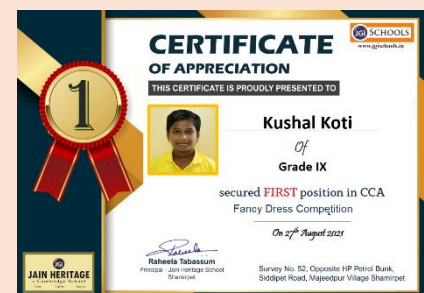 CERTIFICATE
OF APPRECIATION
THIS CERTIFICATE IS PROUDLY PRESENTED TO
JGI SCHOOLS
www.jgischools.in
1
Kushal Koti
Of
Grade IX
secured FIRST position in CCA
Fancy Dress Competition
On 27th August 2021
Raheela Tabassum
Principal - Jain Heritage School
Shamirpet
Survey No. 52, Opposite HP Petrol Bunk,
Siddipet Road, Majeedpur Village Shamirpet
JGI
JAIN HERITAGE
a Cambridge School